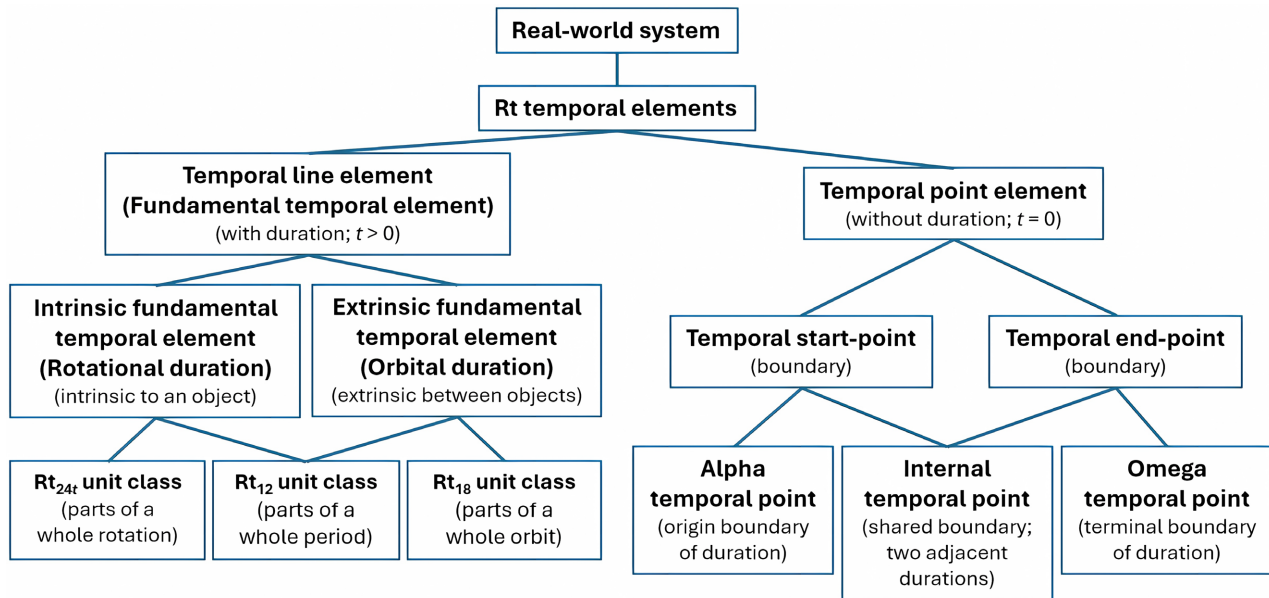 Real-world system
Rt temporal elements
Temporal line element
(Fundamental temporal element)
(with duration; t > 0)
Temporal point element
(without duration; t = 0)
Intrinsic fundamental
temporal element
(Rotational duration)
(intrinsic to an object)
Extrinsic fundamental
temporal element
(Orbital duration)
(extrinsic between objects)
Temporal start-point
(boundary)
Temporal end-point
(boundary)
Rt24t unit class
(parts of a
whole rotation)
Rt12 unit class
(parts of a
whole period)
Rt18 unit class
(parts of a
whole orbit)
Alpha
temporal point
(origin boundary
of duration)
Internal
temporal point
(shared boundary;
two adjacent
durations)
Omega
temporal point
(terminal boundary
of duration)